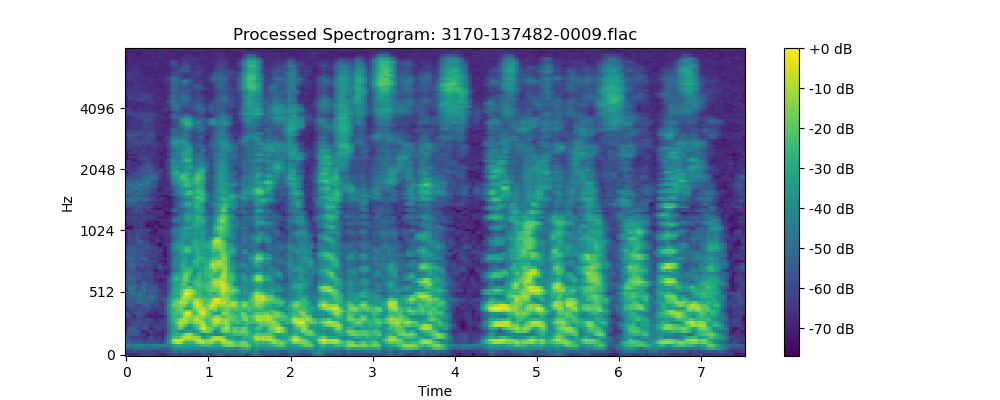 Processed Spectrogram: 3170-137482-0009.flac
+0 dB
-10 dB
-20 dB
-30 dB
-40 dB
-50 dB
-60 dB
-70 dB
4096
2048
1024
512
0
Hz
0 1 2 3 4 5 6 7
Time